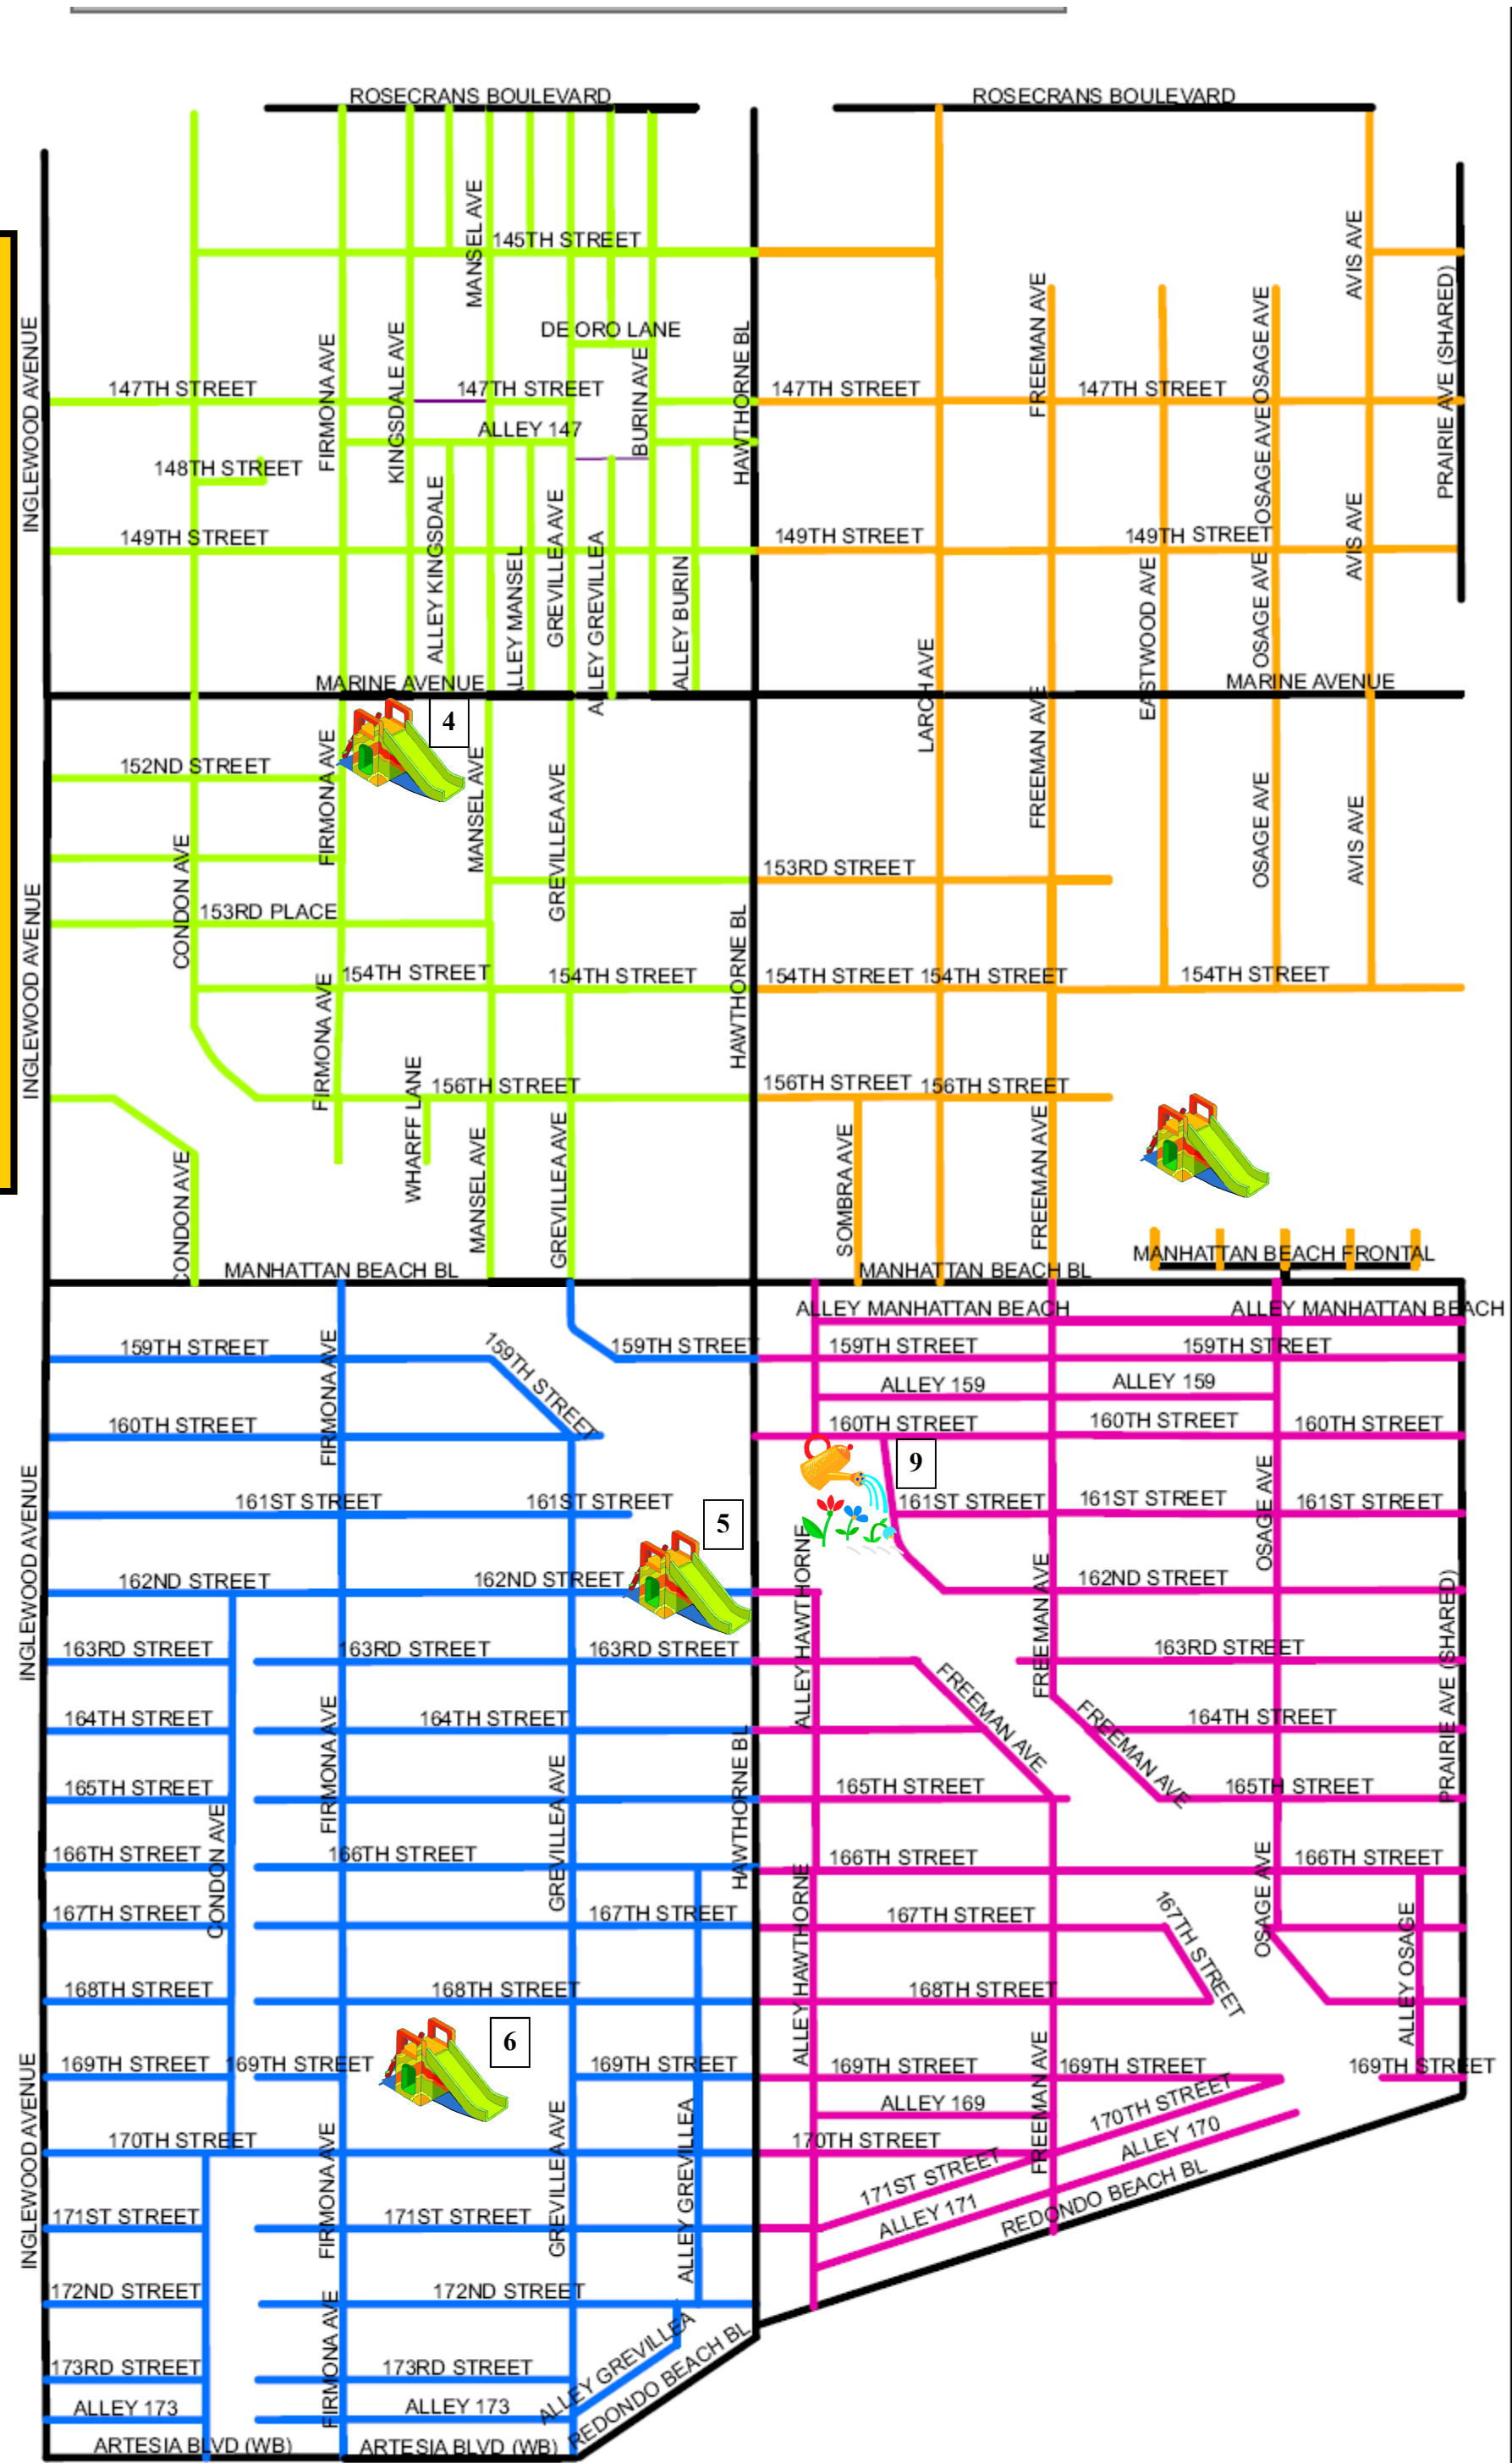 ROSECRANS BOULEVARD
ROSECRANS BOULEVARD
MANSEL AVE
145TH STREET
AVIS AVE
INGLEWOOD AVENUE
FIRMONA AVE
KINGSDALE AVE
DE ORO LANE
BURIN AVE
HAWTHORNE BL
FREEMAN AVE
OSAGE AVE
OSAGE AVE
OSAGE AVE
PRAIRIE AVE (SHARED)
147TH STREET
147TH STREET
147TH STREET
147TH STREET
ALLEY 147
148TH STREET
149TH STREET
149TH STREET
149TH STREET
ALLEY KINGSDALE
ALLEY MANSEL
GREVILLEA AVE
ALLEY GREVILLEA
ALLEY BURIN
LARCH AVE
EASTWOOD AVE
OSAGE AVE
AVIS AVE
MARINE AVENUE
MARINE AVENUE
4
152ND STREET
FIRMONA AVE
MANSEL AVE
GREVILLEA AVE
FREEMAN AVE
OSAGE AVE
AVIS AVE
INGLEWOOD AVENUE
CONDON AVE
153RD STREET
153RD PLACE
HAWTHORNE BL
154TH STREET
154TH STREET
154TH STREET
154TH STREET
154TH STREET
FIRMONA AVE
WHARFF LANE
156TH STREET
156TH STREET
156TH STREET
CONDON AVE
MANSEL AVE
GREVILLEA AVE
SOMBRA AVE
FREEMAN AVE
MANHATTAN BEACH FRONTAL
MANHATTAN BEACH BL
MANHATTAN BEACH BL
ALLEY MANHATTAN BEACH
ALLEY MANHATTAN BEACH
159TH STREET
159TH STREET
159TH STREE
159TH STREET
159TH STREET
FIRMONA AVE
ALLEY 159
ALLEY 159
160TH STREET
160TH STREET
160TH STREET
160TH STREET
9
INGLEWOOD AVENUE
161ST STREET
161ST STREET
161ST STREET
161ST STREET
161ST STREET
OSAGE AVE
5
ALLEY HAWTHORNE
162ND STREET
162ND STREET
162ND STREET
FREEMAN AVE
PRAIRIE AVE (SHARED)
163RD STREET
163RD STREET
163RD STREET
163RD STREET
FREEMAN AVE
FREEMAN AVE
164TH STREET
164TH STREET
164TH STREET
FIRMONA AVE
GREVILLEA AVE
HAWTHORNE BL
165TH STREET
165TH STREET
165TH STREET
CONDON AVE
166TH STREET
166TH STREET
166TH STREET
166TH STREET
167TH STREET
167TH STREET
167TH STREET
167TH STREET
ALLEY HAWTHORNE
OSAGE AVE
ALLEY OSAGE
168TH STREET
168TH STREET
168TH STREET
6
INGLEWOOD AVENUE
169TH STREET
169TH STREET
169TH STREET
169TH STREET
169TH STREET
169TH STREET
FREEMAN AVE
ALLEY 169
170TH STREET
170TH STREET
170TH STREET
ALLEY 170
FIRMONA AVE
GREVILLEA AVE
ALLEY GREVILLEA
171ST STREET
171ST STREET
171ST STREET
ALLEY 171
REDONDO BEACH BL
172ND STREET
172ND STREET
FIRMONA AVE
173RD STREET
173RD STREET
ALLEY GREVILLEA
REDONDO BEACH BL
ALLEY 173
ALLEY 173
ARTESIA BLVD (WB)
ARTESIA BLVD (WB)